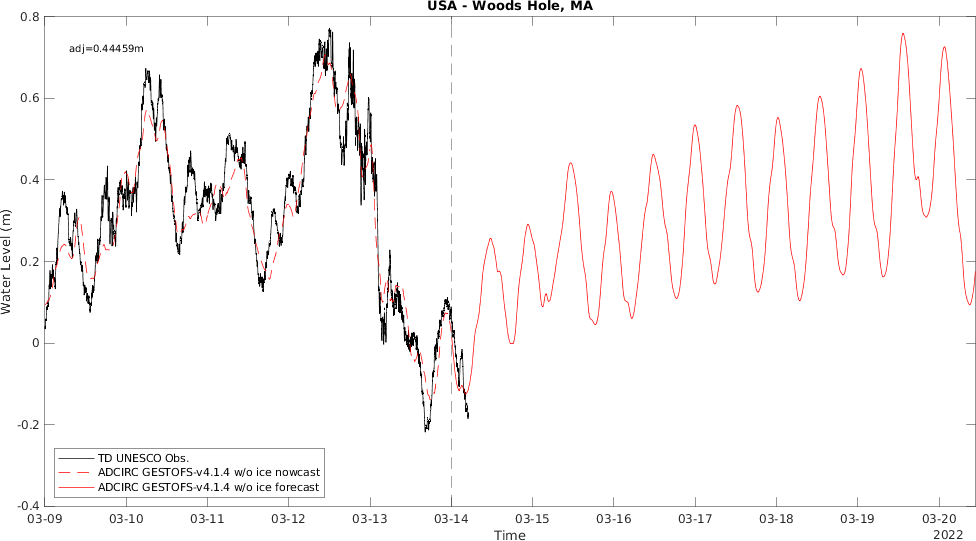 USA - Woods Hole, MA
0.8
adj=0.44459m
0.6
0.4
0.2
0
-0.2
-0.4
Water Level (m)
TD UNESCO Obs.
ADCIRC GESTOFS-v4.1.4 w/o ice nowcast
ADCIRC GESTOFS-v4.1.4 w/o ice forecast
03-09 03-10 03-11 03-12 03-13 03-14 03-15 03-16 03-17 03-18 03-19 03-20
Time
2022